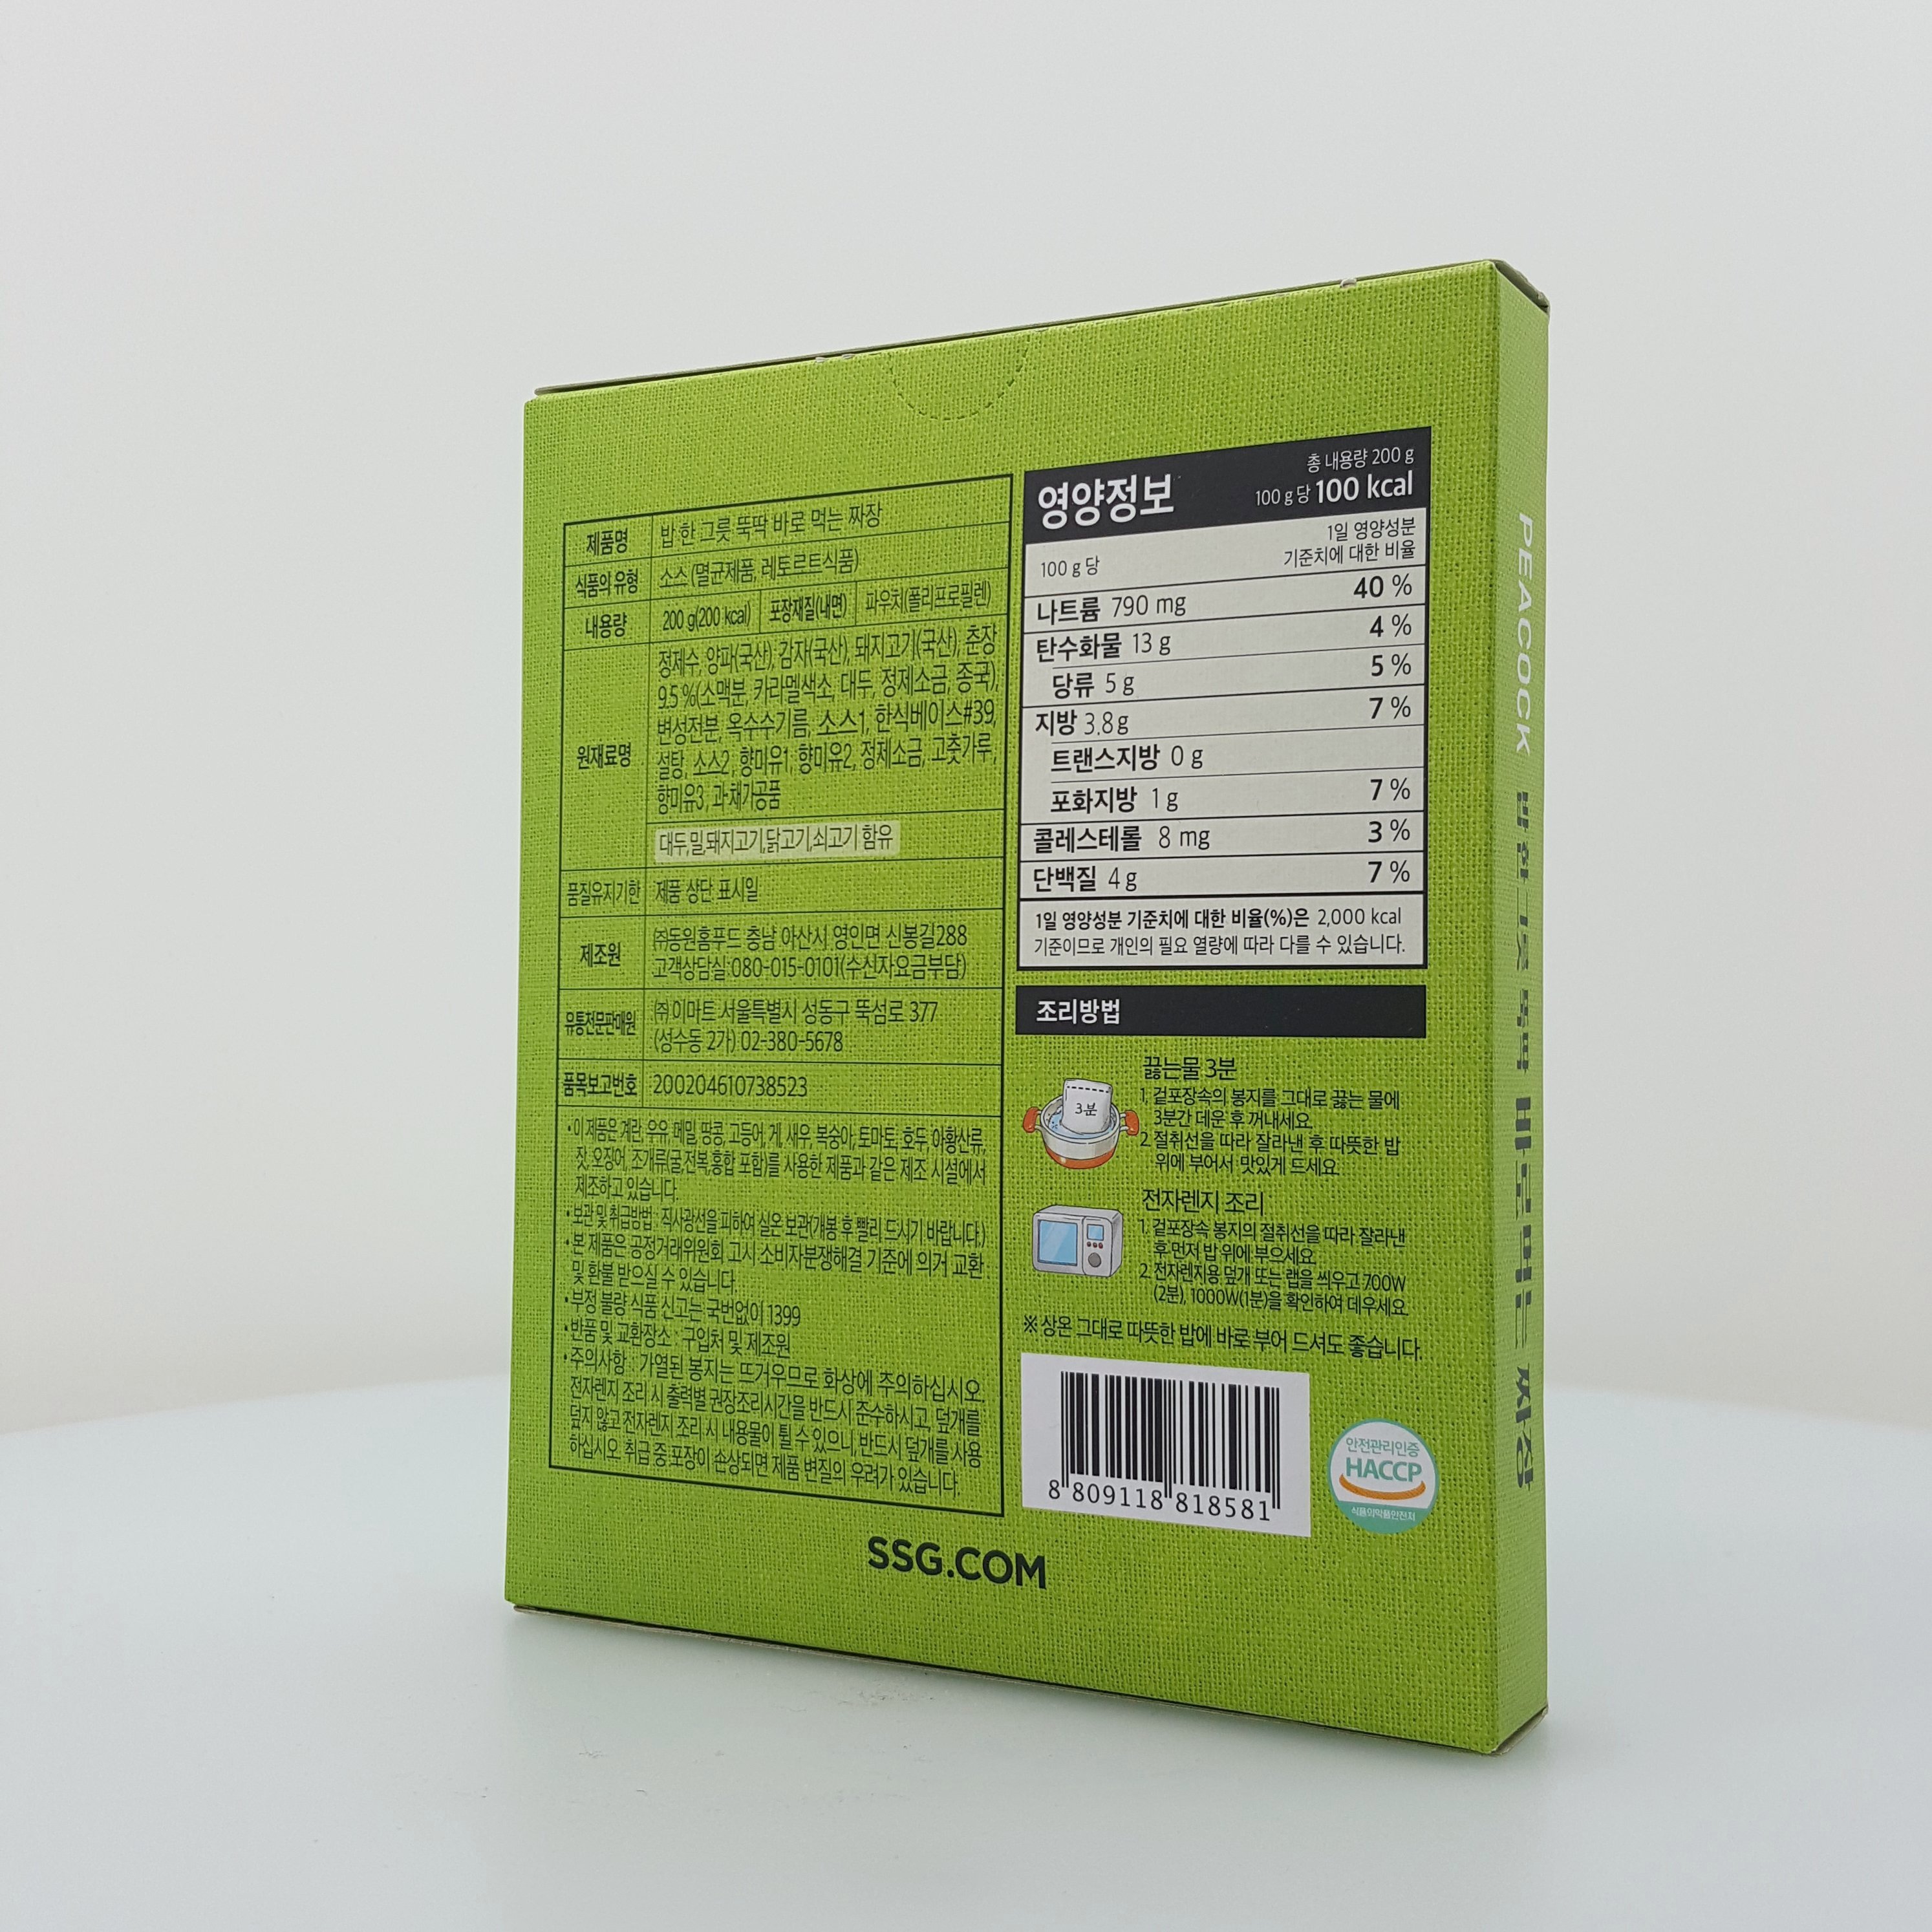 제품명 밥 한 그릇 뚝딱 바로 먹는 짜장
식품의 유형 소스(멸균제품, 레토르트식품)
내용량 200 g(200 kcal) 포장재질(내면) 파우치(폴리프로필렌)
원재료명
정제수, 양파(국산), 감자(국산), 돼지고기(국산), 춘장
9.5 %(소맥분, 카라멜색소, 대두, 정제소금, 종국),
변성전분, 옥수수기름, 소스1, 한식베이스#39,
설탕, 소스2, 향미유1, 향미유2, 정제소금, 고춧가루,
향미유3, 과·채가공품
대두,밀,돼지고기,닭고기,쇠고기 함유
품질유지기한 제품 상단 표시일
제조원
㈜동원홈푸드 충남 아산시 영인면 신봉길288
고객상담실:080-015-0101(수신자요금부담)
유통전문판매원
㈜이마트 서울특별시 성동구 뚝섬로 377
(성수동 2가) 02-380-5678
품목보고번호 200204610738523
•이 제품은 계란, 우유, 메밀, 땅콩, 고등어, 게, 새우, 복숭아, 토마토, 호두, 아황산류,
잣, 오징어, 조개류(굴,전복,홍합 포함)를 사용한 제품과 같은 제조 시설에서
제조하고 있습니다.
•보관 및 취급방법 : 직사광선을 피하여 실온 보관(개봉 후 빨리 드시기 바랍니다.)
•본 제품은 공정거래위원회 고시 소비자분쟁해결 기준에 의거 교환
및 환불 받으실 수 있습니다.
•부정 불량 식품 신고는 국번없이 1399
•반품 및 교환장소 : 구입처 및 제조원
•주의사항 : 가열된 봉지는 뜨거우므로 화상에 주의하십시오.
전자렌지 조리 시 출력별 권장조리시간을 반드시 준수하시고, 덮개를
덮지 않고 전자렌지 조리 시 내용물이 튈 수 있으니, 반드시 덮개를 사용
하십시오. 취급 중 포장이 손상되면 제품 변질의 우려가 있습니다.
영양정보
총 내용량 200 g
100 g 당 100 kcal
100 g 당
1일 영양성분
기준치에 대한 비율
나트륨 790 mg 40 %
탄수화물 13 g 4 %
당류 5 g 5 %
지방 3.8 g 7 %
트랜스지방 0 g
포화지방 1 g 7 %
콜레스테롤 8 mg 3 %
단백질 4 g 7 %
1일 영양성분 기준치에 대한 비율(%)은 2,000 kcal
기준이므로 개인의 필요 열량에 따라 다를 수 있습니다.
조리방법
3분
끓는물 3분
1. 겉포장속의 봉지를 그대로 끓는 물에
3분간 데운 후 꺼내세요.
2. 절취선을 따라 잘라낸 후 따뜻한 밥
위에 부어서 맛있게 드세요.
전자렌지 조리
1. 겉포장속 봉지의 절취선을 따라 잘라낸
후 먼저 밥 위에 부으세요.
2. 전자렌지용 덮개 또는 랩을 씌우고 700W
(2분), 1000W(1분)을 확인하여 데우세요.
※ 상온 그대로 따뜻한 밥에 바로 부어 드셔도 좋습니다.
8 809118 818581
안전관리인증
HACCP
식품의약품안전처
SSG.COM
PEACOCK 밥 한 그릇 뚝딱 바로 먹는 짜장